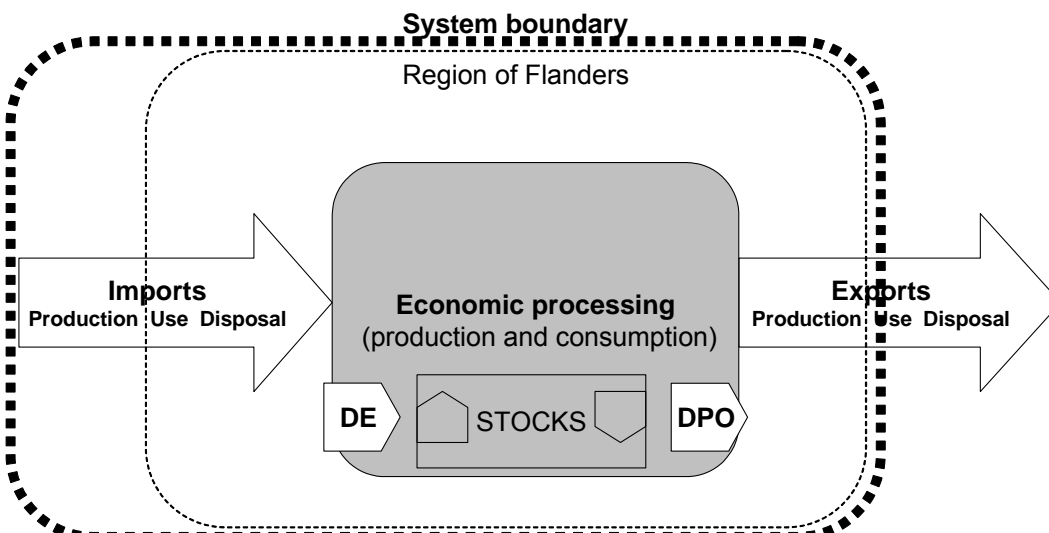 System boundary
Region of Flanders
Imports
Production Use Disposal
Economic processing
(production and consumption)
Exports
Production Use Disposal
DE
STOCKS
DPO